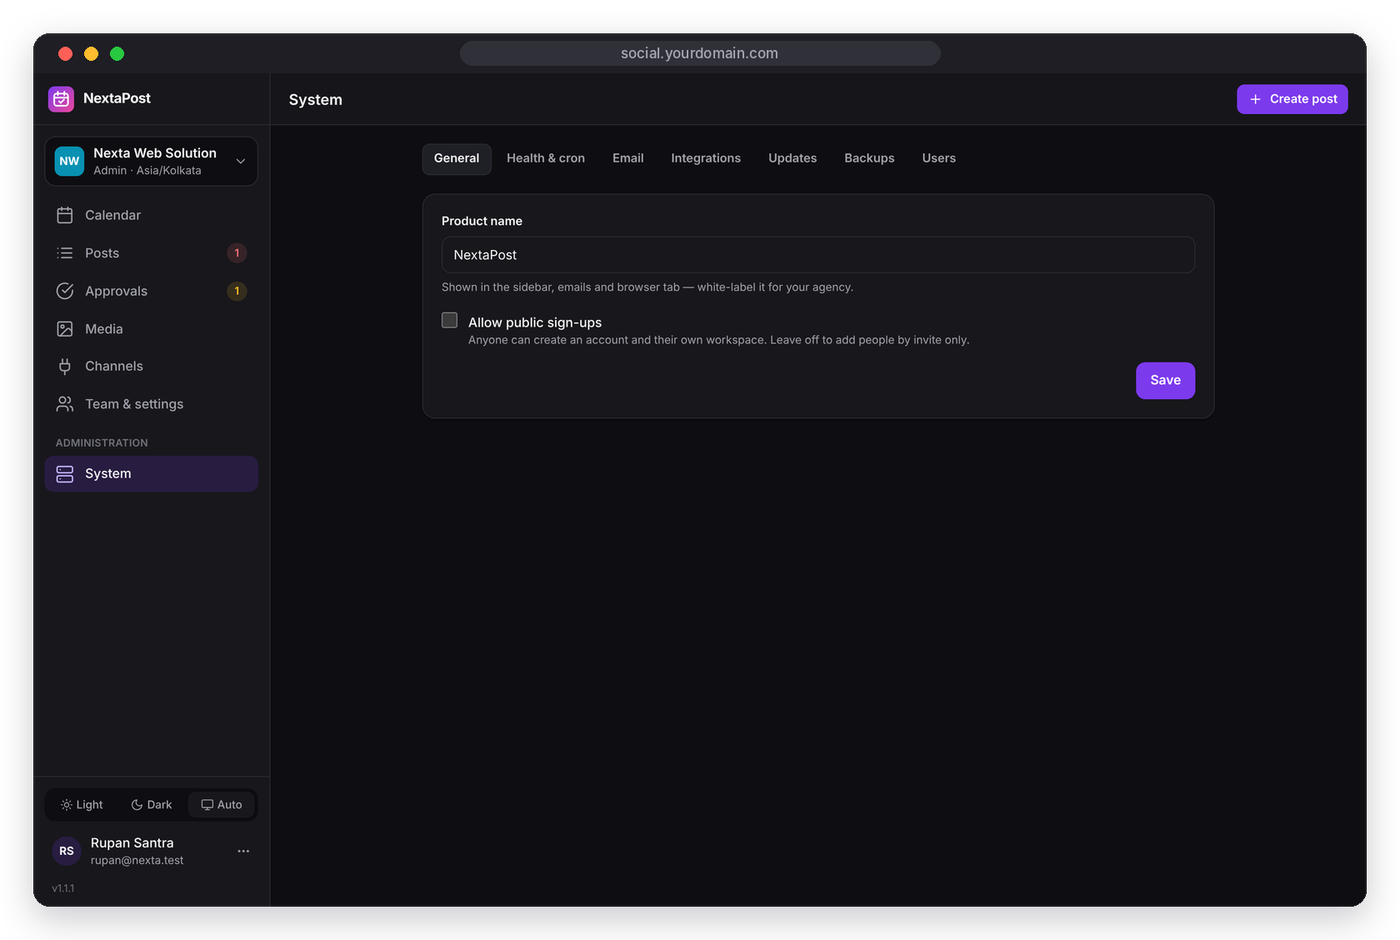 social.yourdomain.com
NextaPost
System
Create post
NW
Nexta Web Solution
Admin · Asia/Kolkata
General
Health & cron
Email
Integrations
Updates
Backups
Users
Calendar
Posts
1
Approvals
1
Media
Channels
Team & settings
ADMINISTRATION
System
Product name
NextaPost
Shown in the sidebar, emails and browser tab — white-label it for your agency.
Allow public sign-ups
Anyone can create an account and their own workspace. Leave off to add people by invite only.
Save
Light
Dark
Auto
RS
Rupan Santra
rupan@nexta.test
v1.1.1